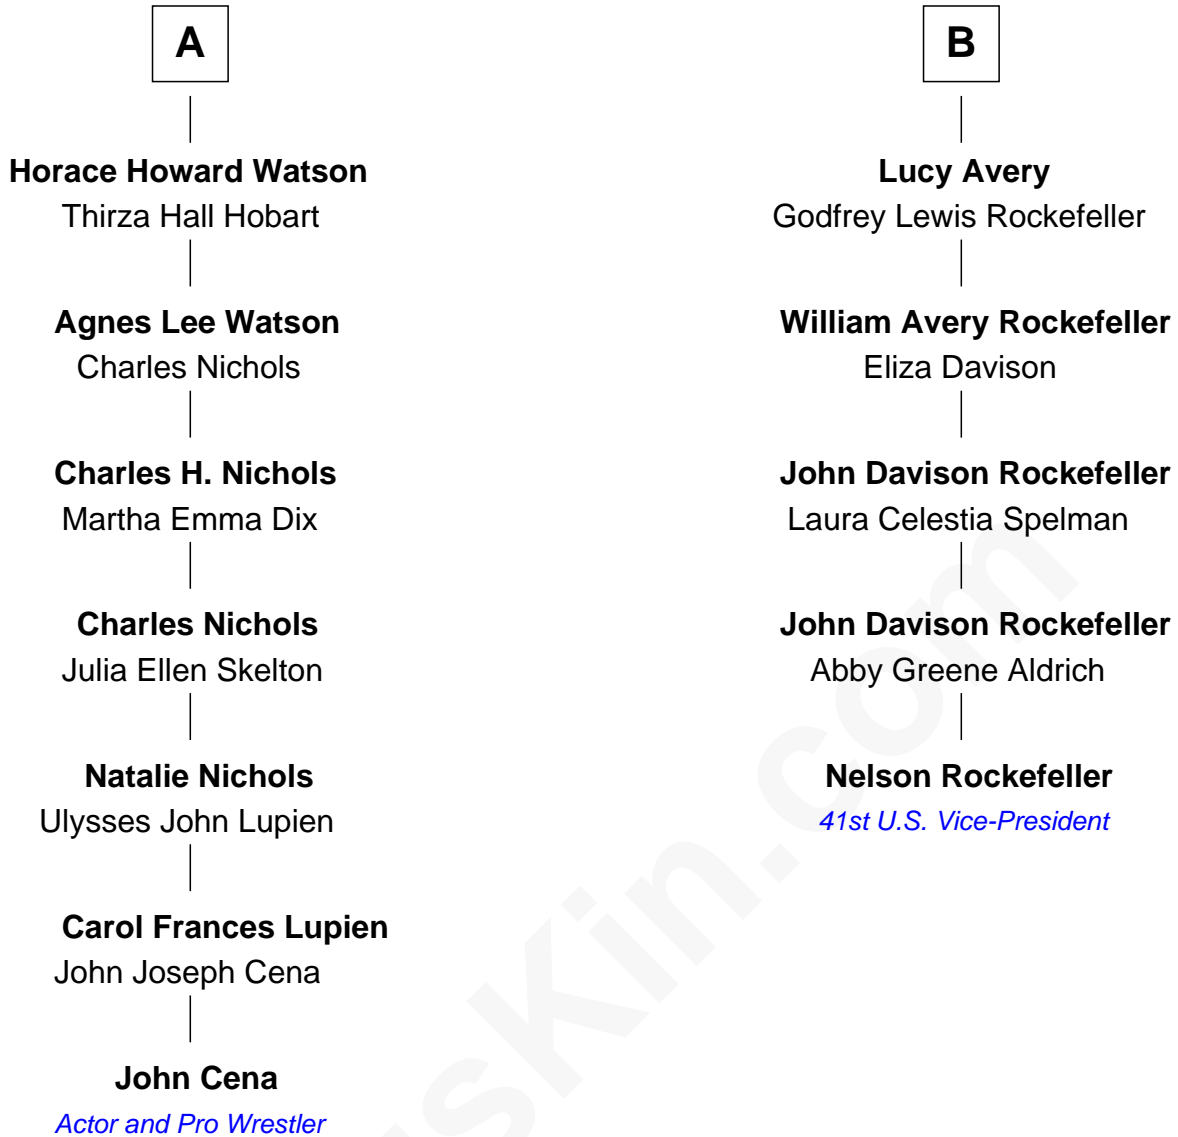 A
Horace Howard Watson
Thirza Hall Hobart
Agnes Lee Watson
Charles Nichols
Charles H. Nichols
Martha Emma Dix
Charles Nichols
Julia Ellen Skelton
Natalie Nichols
Ulysses John Lupien
Carol Frances Lupien
John Joseph Cena
John Cena
Actor and Pro Wrestler
B
Lucy Avery
Godfrey Lewis Rockefeller
William Avery Rockefeller
Eliza Davison
John Davison Rockefeller
Laura Celestia Spelman
John Davison Rockefeller
Abby Greene Aldrich
Nelson Rockefeller
41st U.S. Vice-President
sKin.com